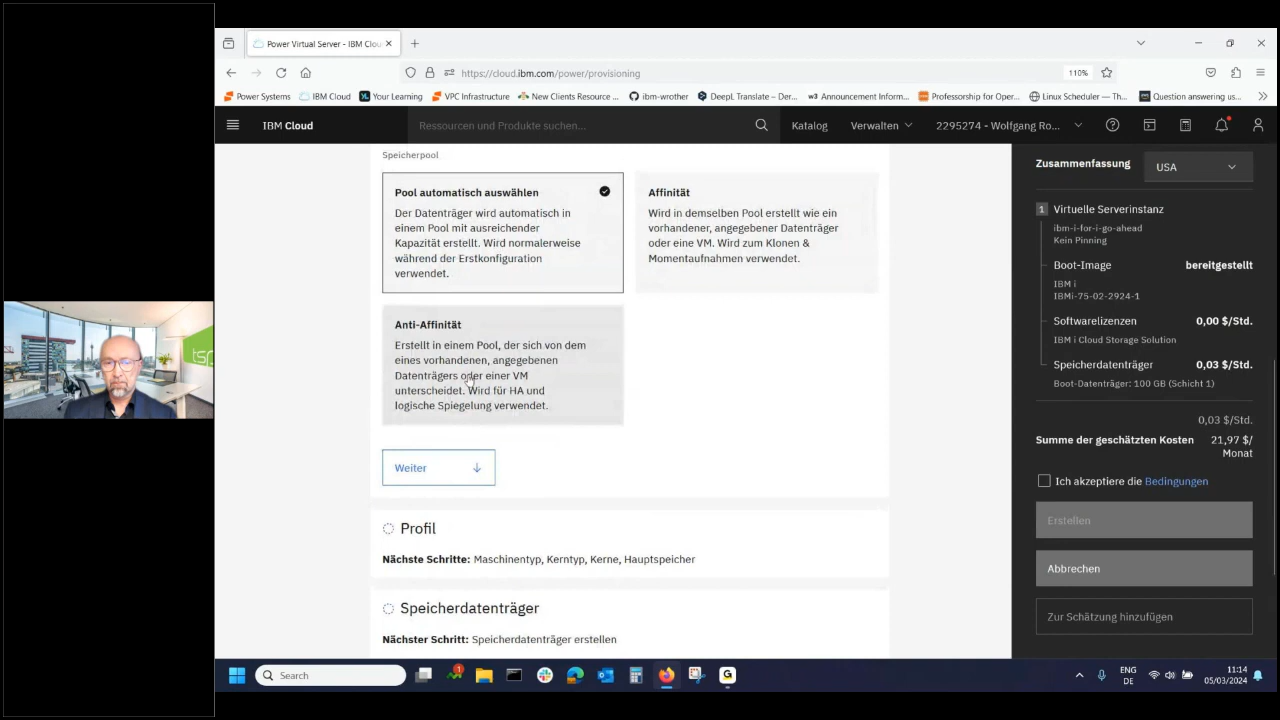 Power Virtual Server - IBM Clou
https://cloud.ibm.com/power/provisioning
110%
Power Systems
IBM Cloud
Your Learning
VPC Infrastructure
New Clients Resource ...
ibm-wrother
DeepL Translate – Der...
w3 Announcement Inform...
Professorship for Oper...
Linux Scheduler — Th...
Question answering us...
IBM Cloud
Ressourcen und Produkte suchen...
Katalog
Verwalten
2295274 - Wolfgang Ro...
Speicherpool
Pool automatisch auswählen
Der Datenträger wird automatisch in
einem Pool mit ausreichender
Kapazität erstellt. Wird normalerweise
während der Erstkonfiguration
verwendet.
Affinität
Wird in demselben Pool erstellt wie ein
vorhandener, angegebener Datenträger
oder eine VM. Wird zum Klonen &
Momentaufnahmen verwendet.
Anti-Affinität
Erstellt in einem Pool, der sich von dem
eines vorhandenen, angegebenen
Datenträgers oder einer VM
unterscheidet. Wird für HA und
logische Spiegelung verwendet.
Weiter
Profil
Nächste Schritte: Maschinentyp, Kerntyp, Kerne, Hauptspeicher
Speicherdatenträger
Nächster Schritt: Speicherdatenträger erstellen
Zusammenfassung
USA
1 Virtuelle Serverinstanz
ibm-i-for-i-go-ahead
Kein Pinning
Boot-Image bereitgestellt
IBM i
IBMi-75-02-2924-1
Softwarelizenzen 0,00 $/Std.
IBM i Cloud Storage Solution
Speicherdatenträger 0,03 $/Std.
Boot-Datenträger: 100 GB (Schicht 1)
0,03 $/Std.
Summe der geschätzten Kosten 21,97 $/
Monat
Ich akzeptiere die Bedingungen
Erstellen
Abbrechen
Zur Schätzung hinzufügen
tsp
Search
1
ENG
DE
11:14
05/03/2024